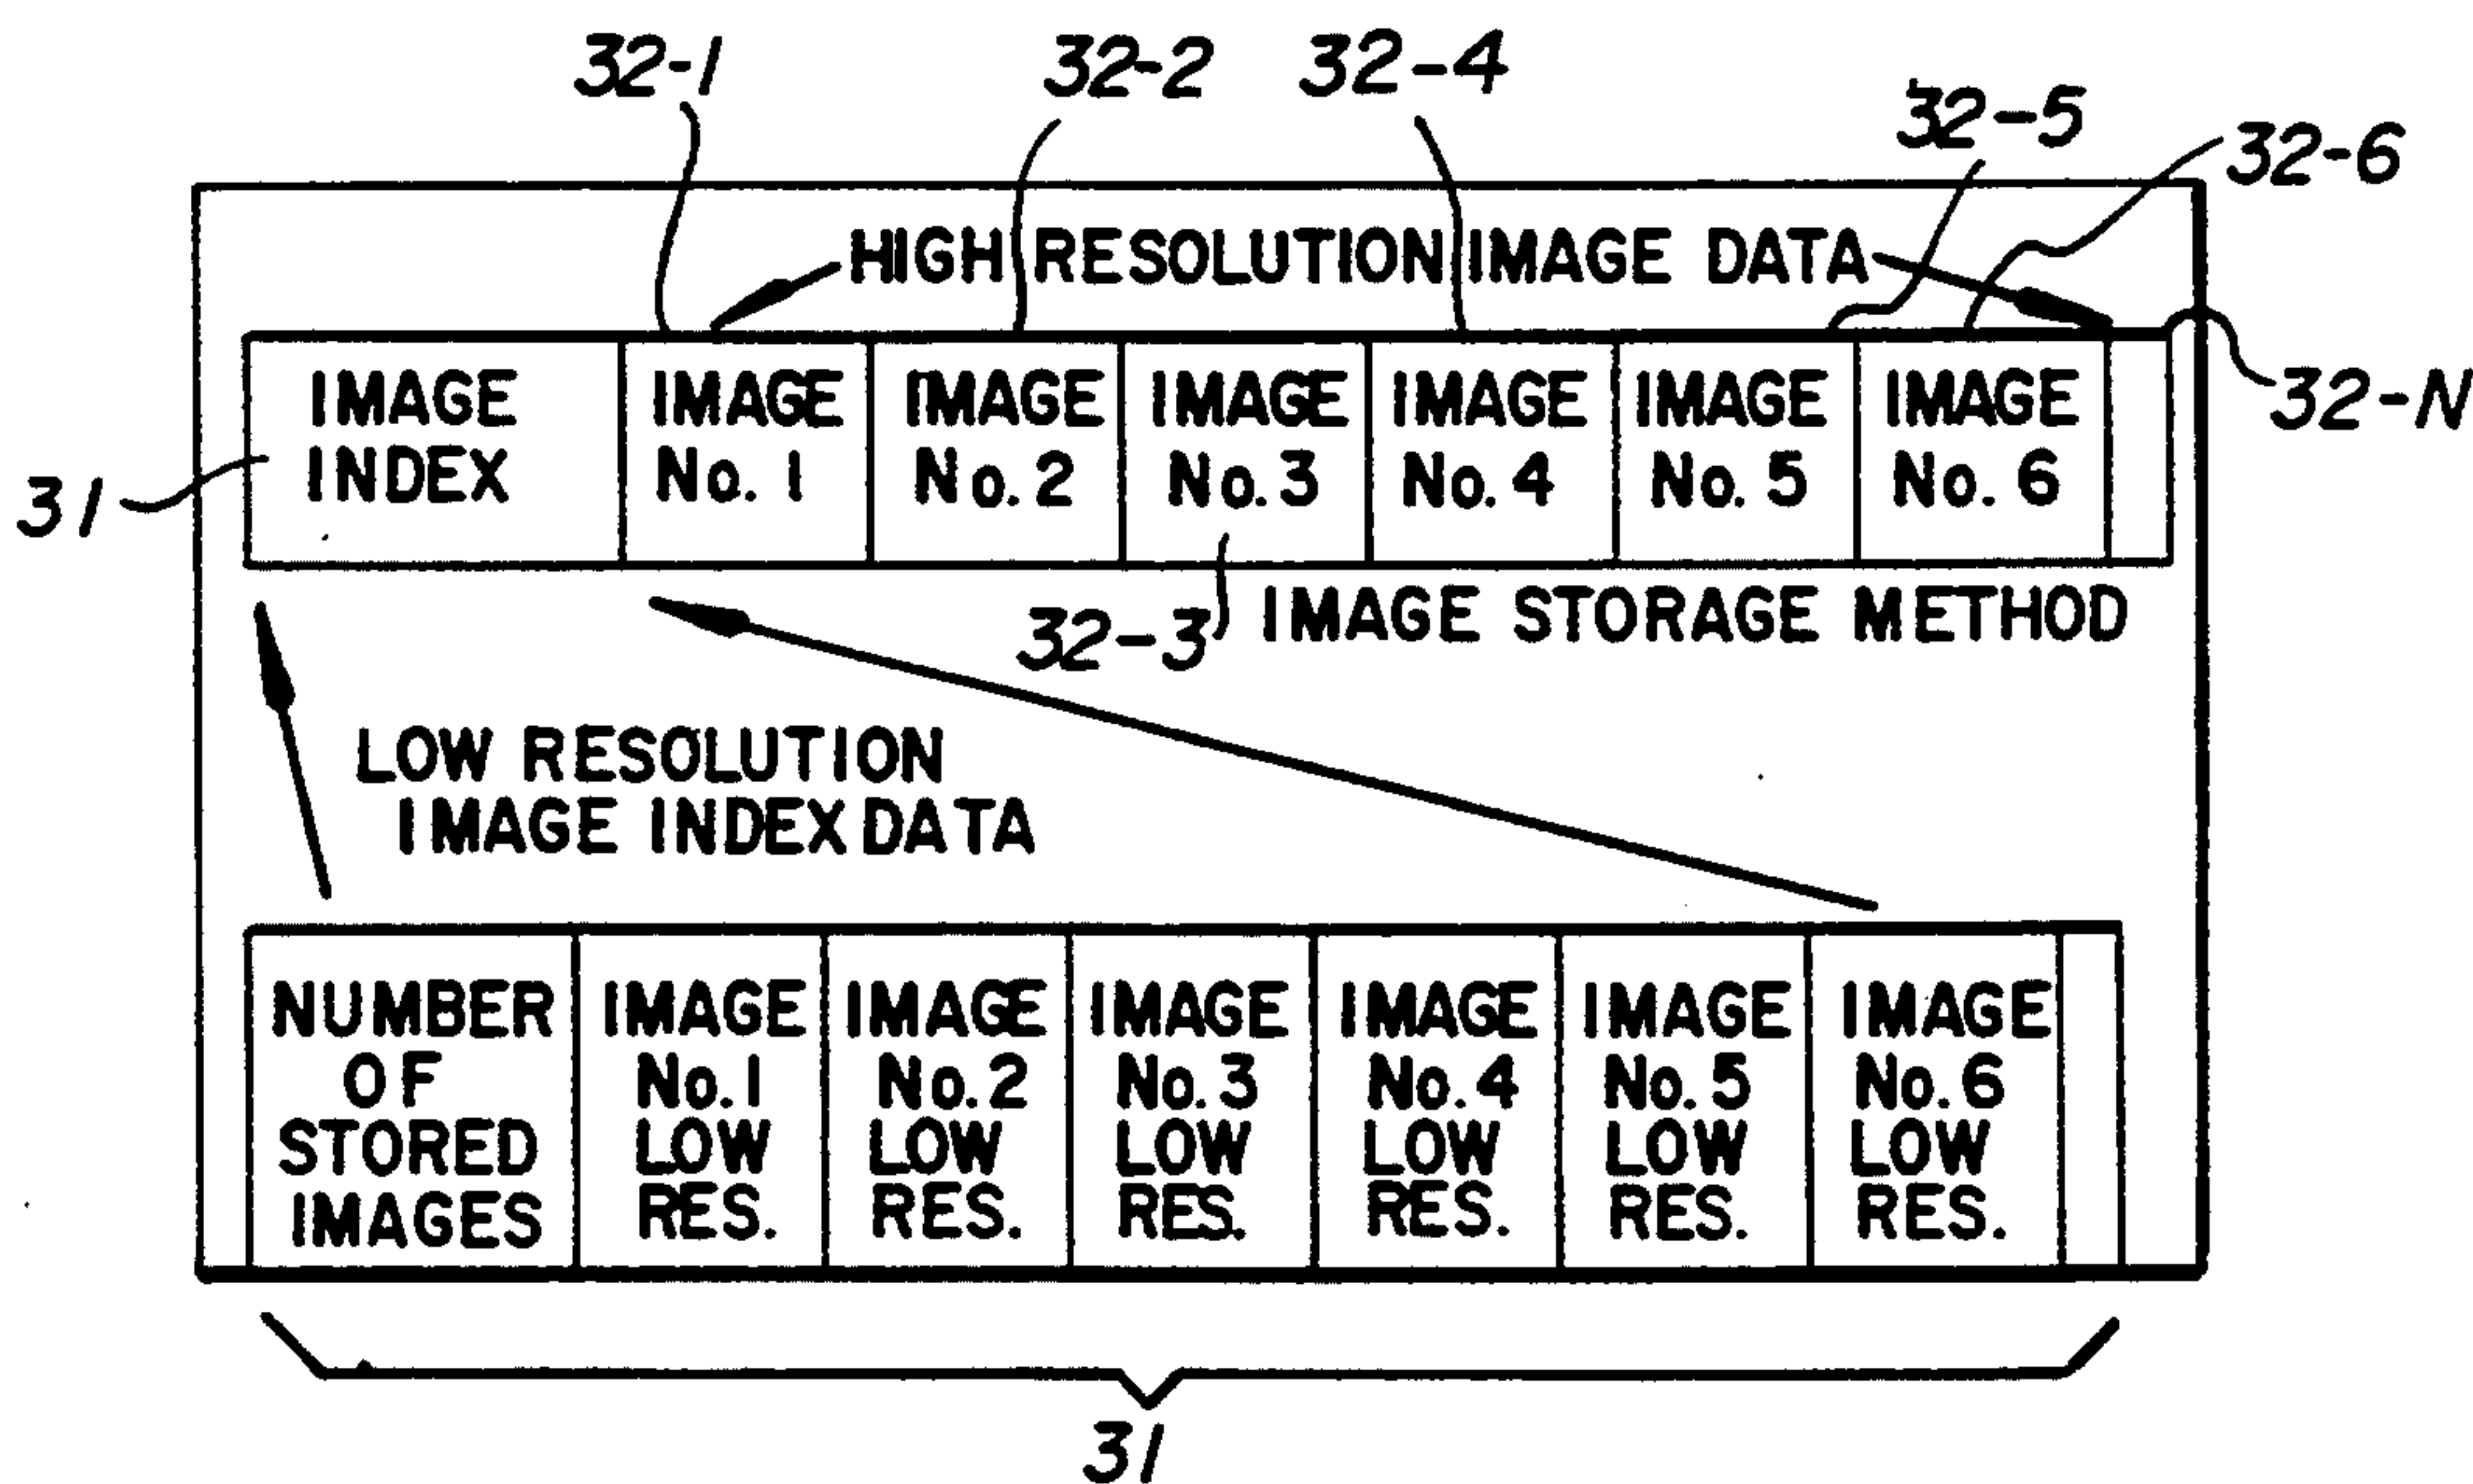 32-1 32-2 32-4
32-5
32-6
HIGH RESOLUTION IMAGE DATA
IMAGE INDEX
IMAGE No. 1
IMAGE No. 2
IMAGE No. 3
IMAGE No. 4
IMAGE No. 5
IMAGE No. 6
32-N
31
32-3
IMAGE STORAGE METHOD
LOW RESOLUTION
IMAGE INDEX DATA
NUMBER
OF
STORED
IMAGES
IMAGE
No. 1
LOW
RES.
IMAGE
No. 2
LOW
RES.
IMAGE
No. 3
LOW
RES.
IMAGE
No. 4
LOW
RES.
IMAGE
No. 5
LOW
RES.
IMAGE
No. 6
LOW
RES.
31